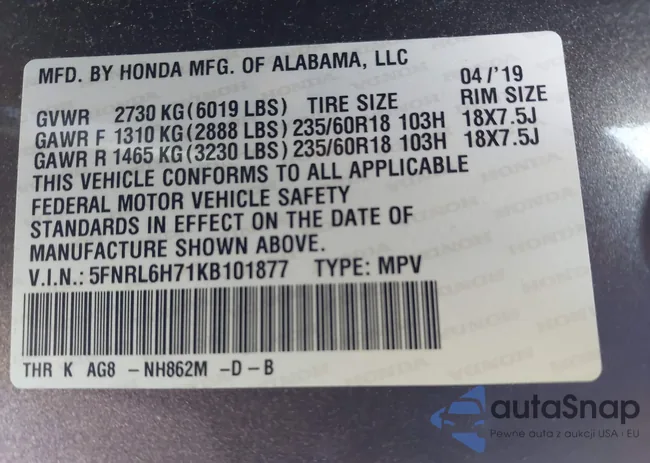 MFD. BY HONDA MFG. OF ALABAMA, LLC
04 / '19
GVWR 2730 KG (6019 LBS) TIRE SIZE RIM SIZE
GAWR F 1310 KG (2888 LBS) 235/60R18 103H 18X7.5J
GAWR R 1465 KG (3230 LBS) 235/60R18 103H 18X7.5J
THIS VEHICLE CONFORMS TO ALL APPLICABLE
FEDERAL MOTOR VEHICLE SAFETY
STANDARDS IN EFFECT ON THE DATE OF
MANUFACTURE SHOWN ABOVE.
V.I.N.: 5FNRL6H71KB101877 TYPE: MPV
THR K AG8 -NH862M -D-B
autaSnap
Pewne auta z aukcji USA i EU